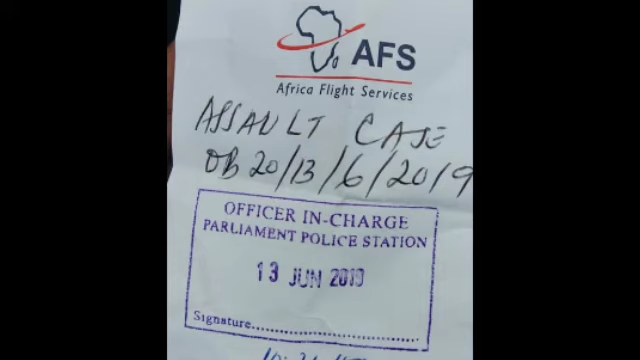 AFS
Africa Flight Services
ASSAULT CASE
OB 20/13/6/2019
OFFICER IN-CHARGE
PARLIAMENT POLICE STATION
13 JUN 2019
Signature....................................